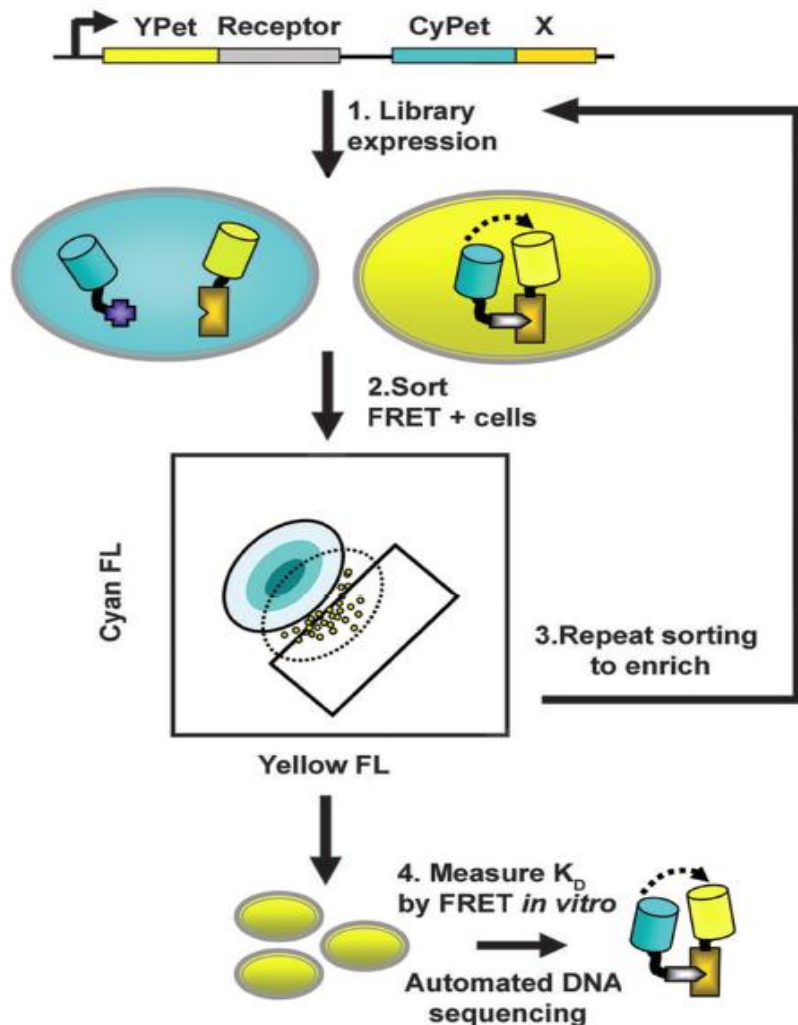 YPet Receptor CyPet X
1. Library
expression
2.Sort
FRET + cells
Cyan FL
3.Repeat sorting
to enrich
Yellow FL
4. Measure K_D
by FRET in vitro
Automated DNA
sequencing